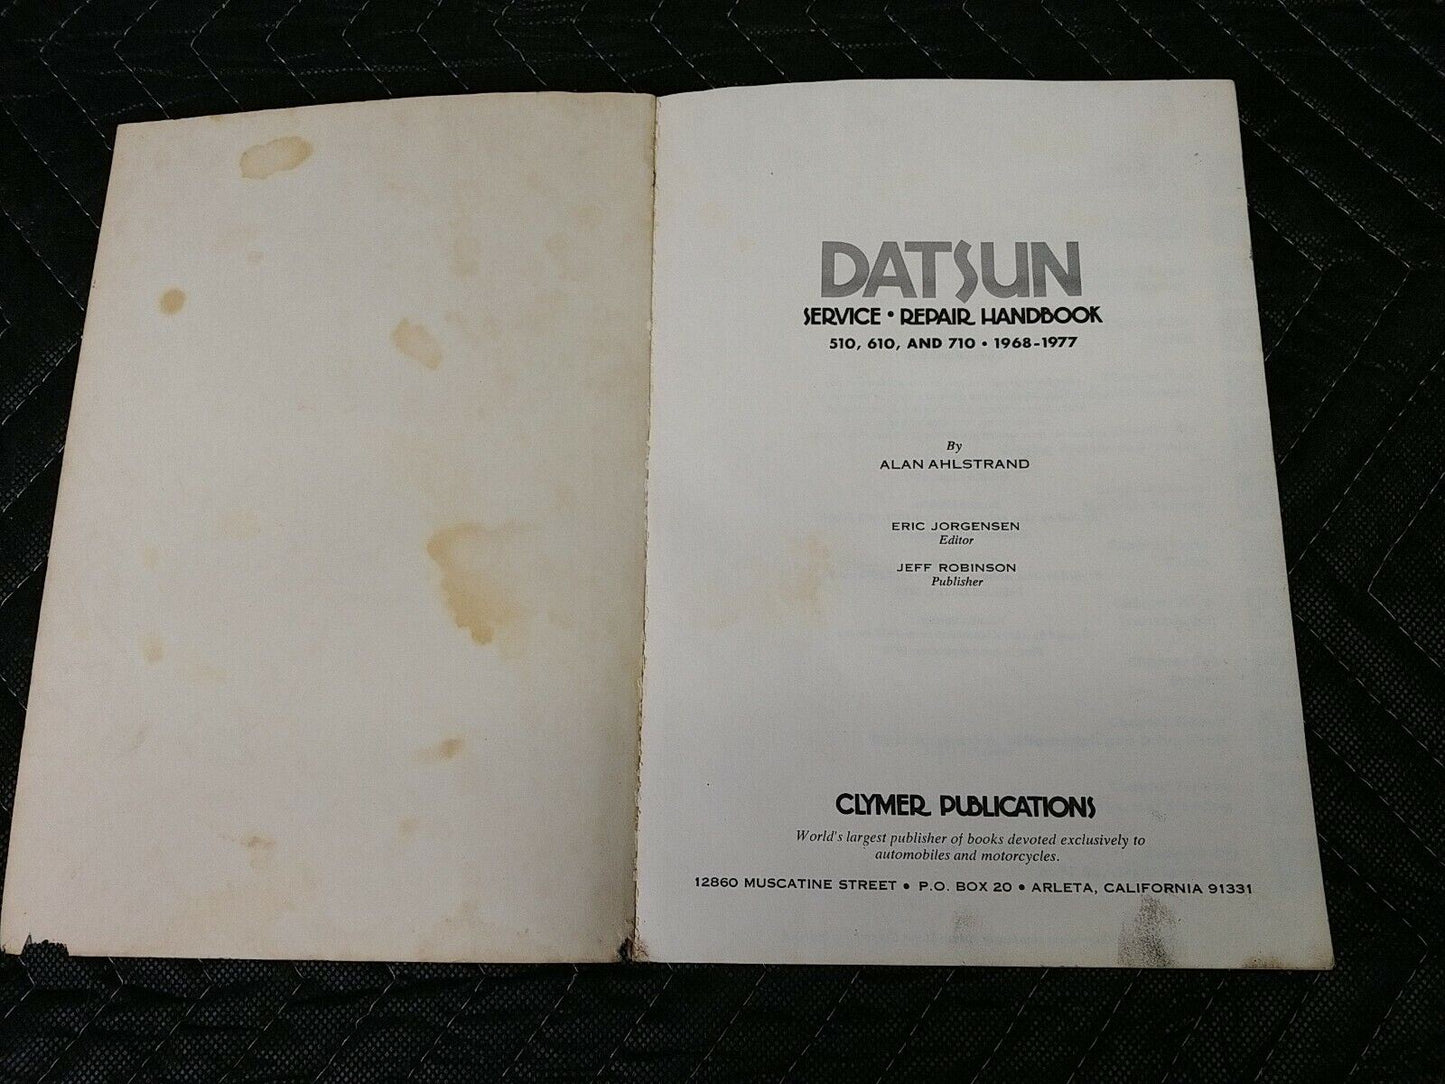 DATSUN
SERVICE • REPAIR HANDBOOK
510, 610, AND 710 • 1968-1977
By
ALAN AHLSTRAND
ERIC JORGENSEN
Editor
JEFF ROBINSON
Publisher
CLYMER PUBLICATIONS
World's largest publisher of books devoted exclusively to
automobiles and motorcycles.
12860 MUSCATINE STREET • P.O. BOX 20 • ARLETA, CALIFORNIA 91331